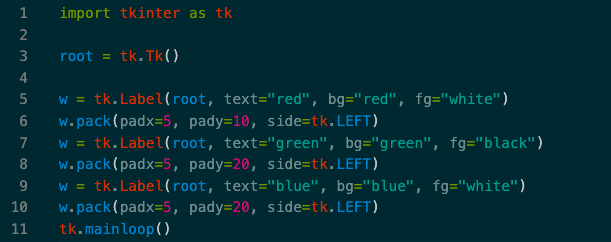 1 import tkinter as tk
2
3 root = tk.Tk()
4
5 w = tk.Label(root, text="red", bg="red", fg="white")
6 w.pack(padx=5, pady=10, side=tk.LEFT)
7 w = tk.Label(root, text="green", bg="green", fg="black")
8 w.pack(padx=5, pady=20, side=tk.LEFT)
9 w = tk.Label(root, text="blue", bg="blue", fg="white")
10 w.pack(padx=5, pady=20, side=tk.LEFT)
11 tk.mainloop()